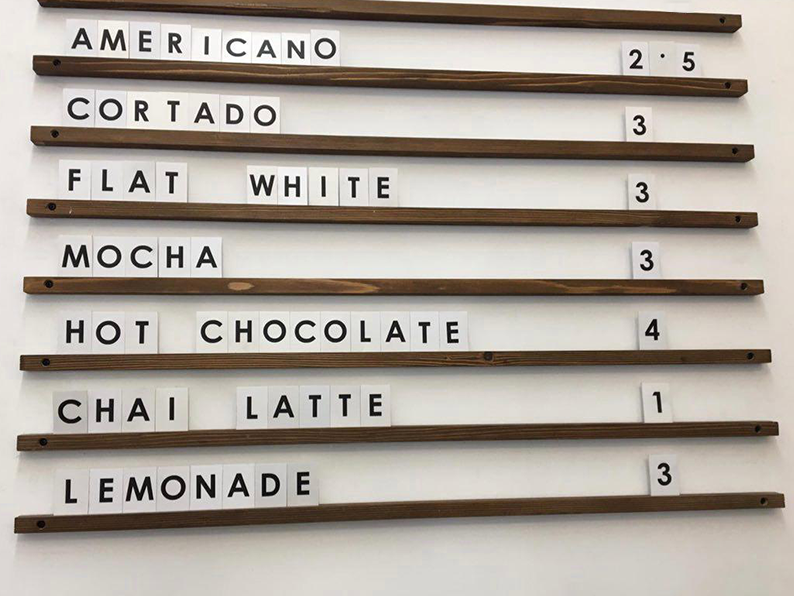 AMERICANO 2·5
CORTADO 3
FLAT WHITE 3
MOCHA 3
HOT CHOCOLATE 4
CHAI LATTE 1
LEMONADE 3